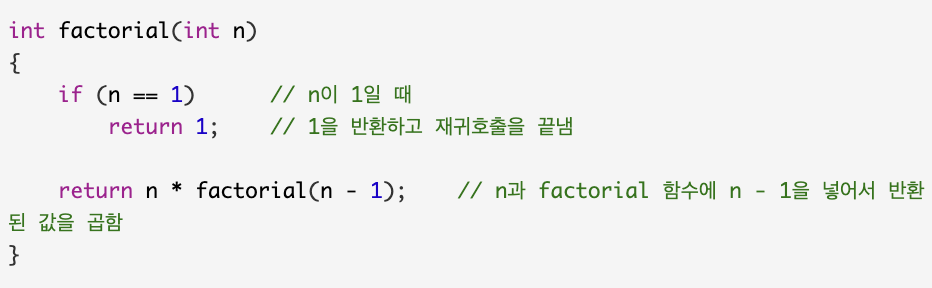 int factorial(int n)
{
    if (n == 1)      // n이 1일 때
        return 1;    // 1을 반환하고 재귀호출을 끝냄

    return n * factorial(n - 1);    // n과 factorial 함수에 n - 1을 넣어서 반환
된 값을 곱함
}